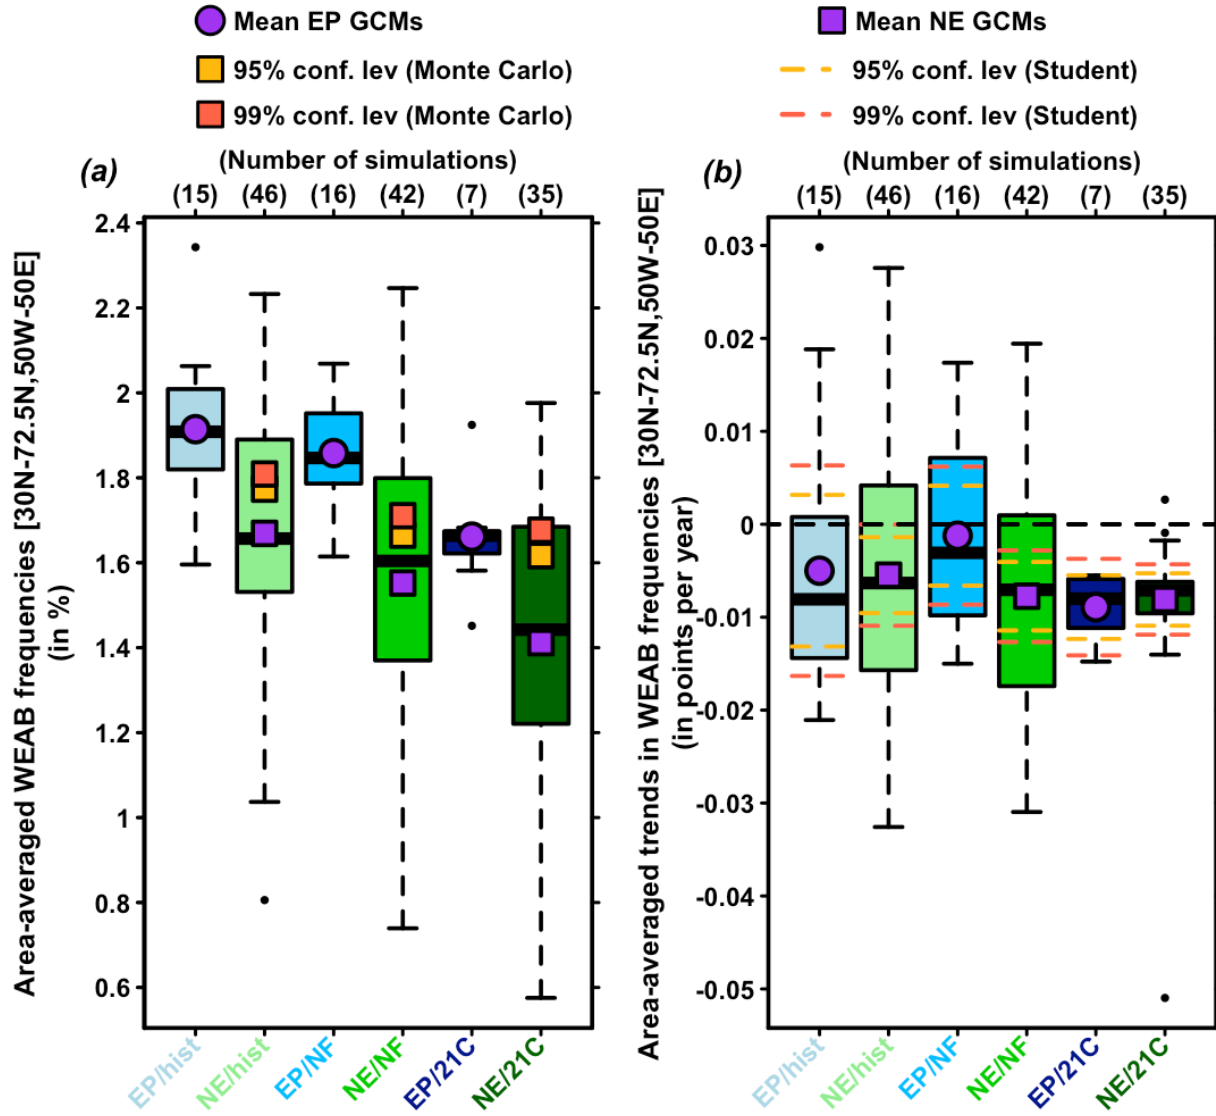 Mean EP GCMs
Mean NE GCMs
95% conf. lev (Monte Carlo)
95% conf. lev (Student)
99% conf. lev (Monte Carlo)
99% conf. lev (Student)
(a)
(Number of simulations)
(15) (46) (16) (42) (7) (35)
Area-averaged WEAB frequencies [30N-72.5N,50W-50E]
(in %)
2.4
2.2
2
1.8
1.6
1.4
1.2
1
0.8
0.6
EP/hist
NE/hist
EP/NF
NE/NF
EP/21C
NE/21C
(b)
(Number of simulations)
(15) (46) (16) (42) (7) (35)
Area-averaged trends in WEAB frequencies [30N-72.5N,50W-50E]
(in points per year)
0.03
0.02
0.01
0
-0.01
-0.02
-0.03
-0.04
-0.05
EP/hist
NE/hist
EP/NF
NE/NF
EP/21C
NE/21C